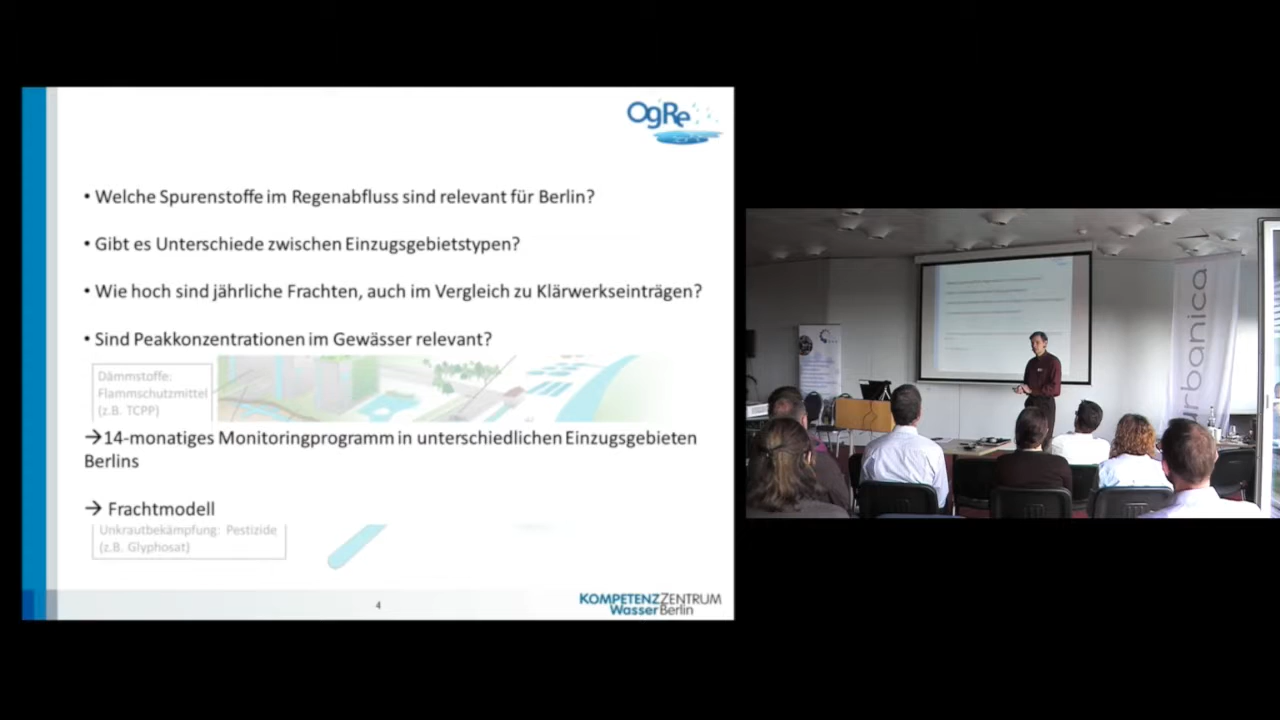 OgRe
• Welche Spurenstoffe im Regenabfluss sind relevant für Berlin?
• Gibt es Unterschiede zwischen Einzugsgebietstypen?
• Wie hoch sind jährliche Frachten, auch im Vergleich zu Klärwerkseinträgen?
• Sind Peakkonzentrationen im Gewässer relevant?
Dämmstoffe:
Flammschutzmittel
(z.B. TCPP)
→14-monatiges Monitoringprogramm in unterschiedlichen Einzugsgebieten
Berlins
→ Frachtmodell
Unkrautbekämpfung: Pestizide
(z.B. Glyphosat)
4
KOMPETENZZENTRUM
WasserBerlin
urbanica